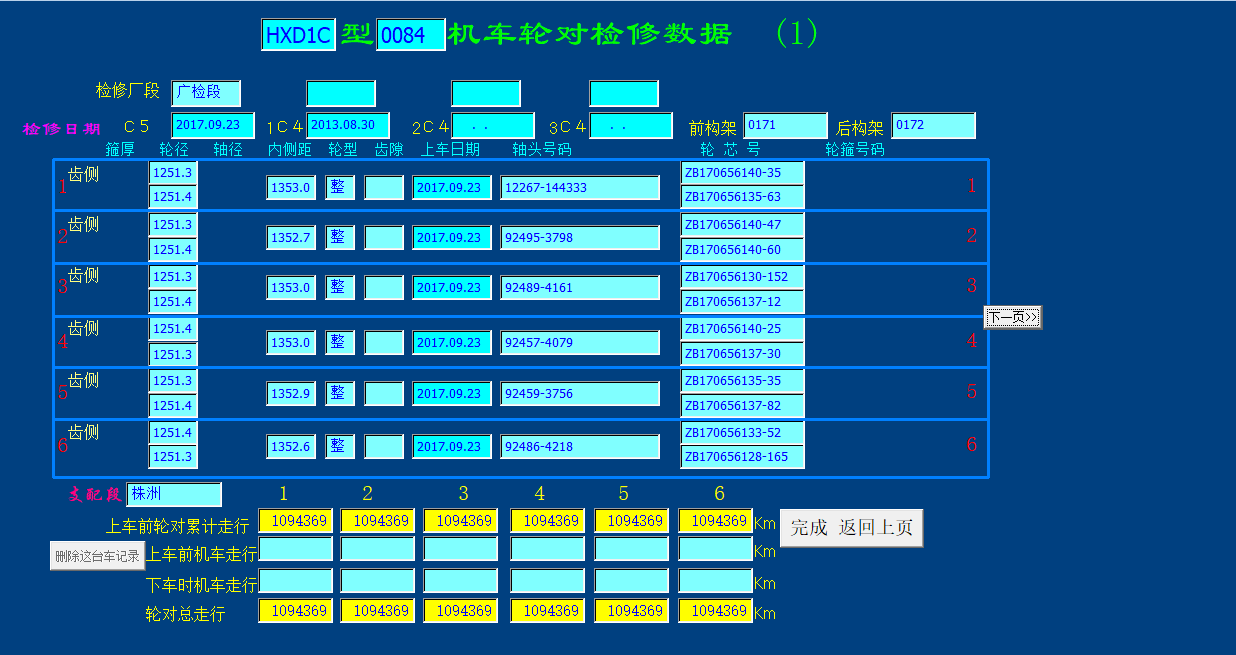 HXD1C 型 0084 机车轮对检修数据 (1)
检修厂段 广检段
检修日期 C5 2017.09.23 1C4 2013.08.30 2C4 . . 3C4 . . 前构架 0171 后构架 0172
箍厚 轮径 轴径 内侧距 轮型 齿隙 上车日期 轴头号码 轮 芯 号 轮箍号码
齿侧 1251.3 ZB170656140-35
1 1353.0 整 2017.09.23 12267-144333 1
1251.4 ZB170656135-63
齿侧 1251.3 ZB170656140-47
2 1352.7 整 2017.09.23 92495-3798 2
1251.4 ZB170656140-60
齿侧 1251.3 ZB170656130-152
3 1353.0 整 2017.09.23 92489-4161 3
1251.4 ZB170656137-12
下一页>>
齿侧 1251.4 ZB170656140-25
4 1353.0 整 2017.09.23 92457-4079 4
1251.3 ZB170656137-30
齿侧 1251.3 ZB170656135-35
5 1352.9 整 2017.09.23 92459-3756 5
1251.4 ZB170656137-82
齿侧 1251.4 ZB170656133-52
6 1352.6 整 2017.09.23 92486-4218 6
1251.3 ZB170656128-165
支配段 株洲 1 2 3 4 5 6
上车前轮对累计走行 1094369 1094369 1094369 1094369 1094369 1094369 Km
完成 返回上页
删除这台车记录 上车前机车走行 Km
下车时机车走行 Km
轮对总走行 1094369 1094369 1094369 1094369 1094369 1094369 Km